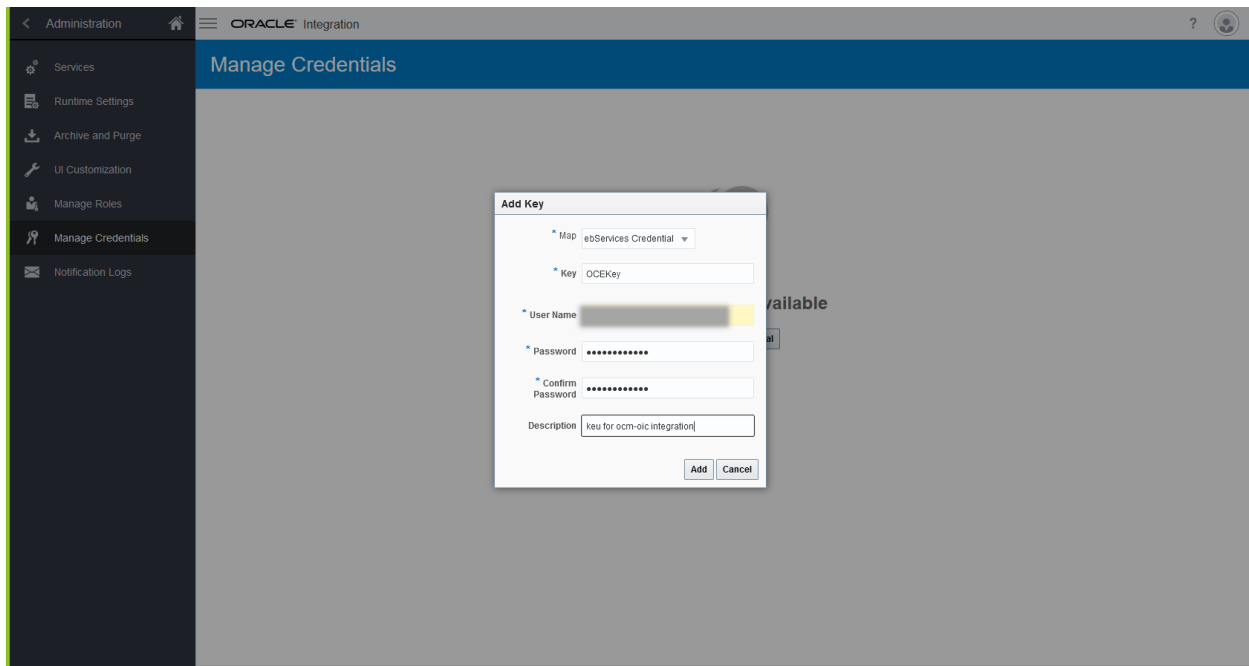 Administration
ORACLE Integration
?
Services
Runtime Settings
Archive and Purge
UI Customization
Manage Roles
Manage Credentials
Notification Logs
Manage Credentials
Add Key
* Map ebServices Credential
* Key OCEKey
* User Name
* Password ••••••••••••
* Confirm
Password ••••••••••••
Description keu for ocm-oic integration
Add Cancel